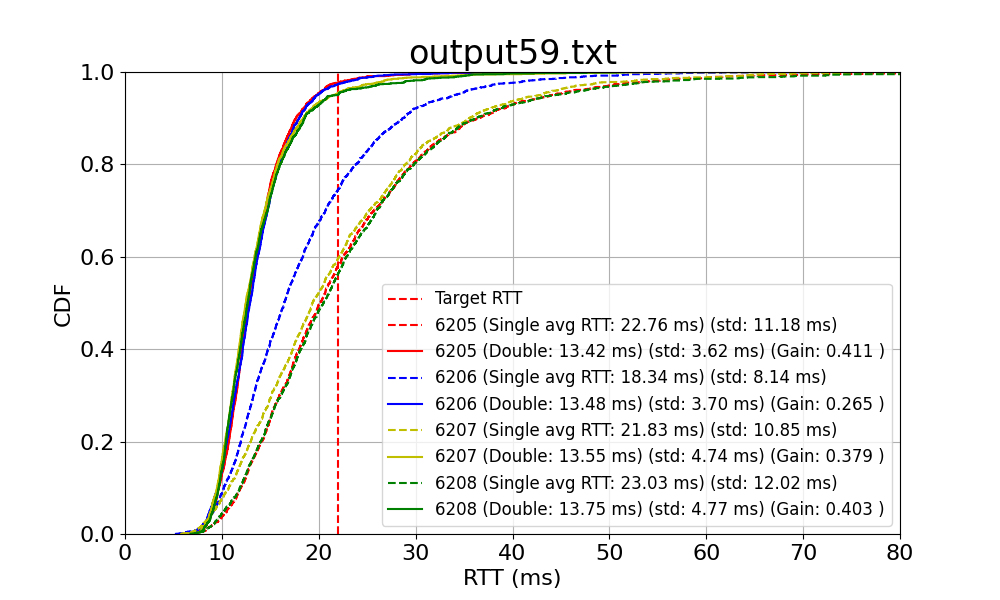 output59.txt
1.0
0.8
0.6
0.4
0.2
0.0
CDF
Target RTT
6205 (Single avg RTT: 22.76 ms) (std: 11.18 ms)
6205 (Double: 13.42 ms) (std: 3.62 ms) (Gain: 0.411 )
6206 (Single avg RTT: 18.34 ms) (std: 8.14 ms)
6206 (Double: 13.48 ms) (std: 3.70 ms) (Gain: 0.265 )
6207 (Single avg RTT: 21.83 ms) (std: 10.85 ms)
6207 (Double: 13.55 ms) (std: 4.74 ms) (Gain: 0.379 )
6208 (Single avg RTT: 23.03 ms) (std: 12.02 ms)
6208 (Double: 13.75 ms) (std: 4.77 ms) (Gain: 0.403 )
0 10 20 30 40 50 60 70 80
RTT (ms)